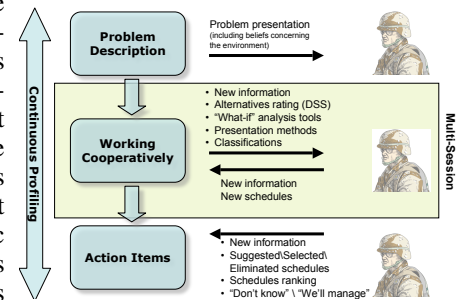 Problem
Description
Problem presentation
(including beliefs concerning
the environment)
Continuous Profiling
• New information
• Alternatives rating (DSS)
• “What-if” analysis tools
• Presentation methods
• Classifications
Working
Cooperatively
New information
New schedules
Multi-Session
Action Items
• New information
• Suggested\Selected\
Eliminated schedules
• Schedules ranking
• “Don't know” \ “We'll manage”